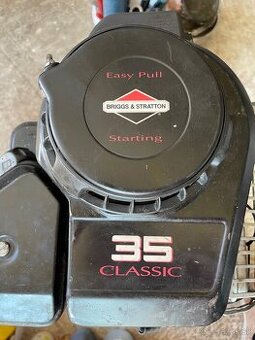 Easy Pull
BRIGGS & STRATTON
Starting
35
CLASSIC